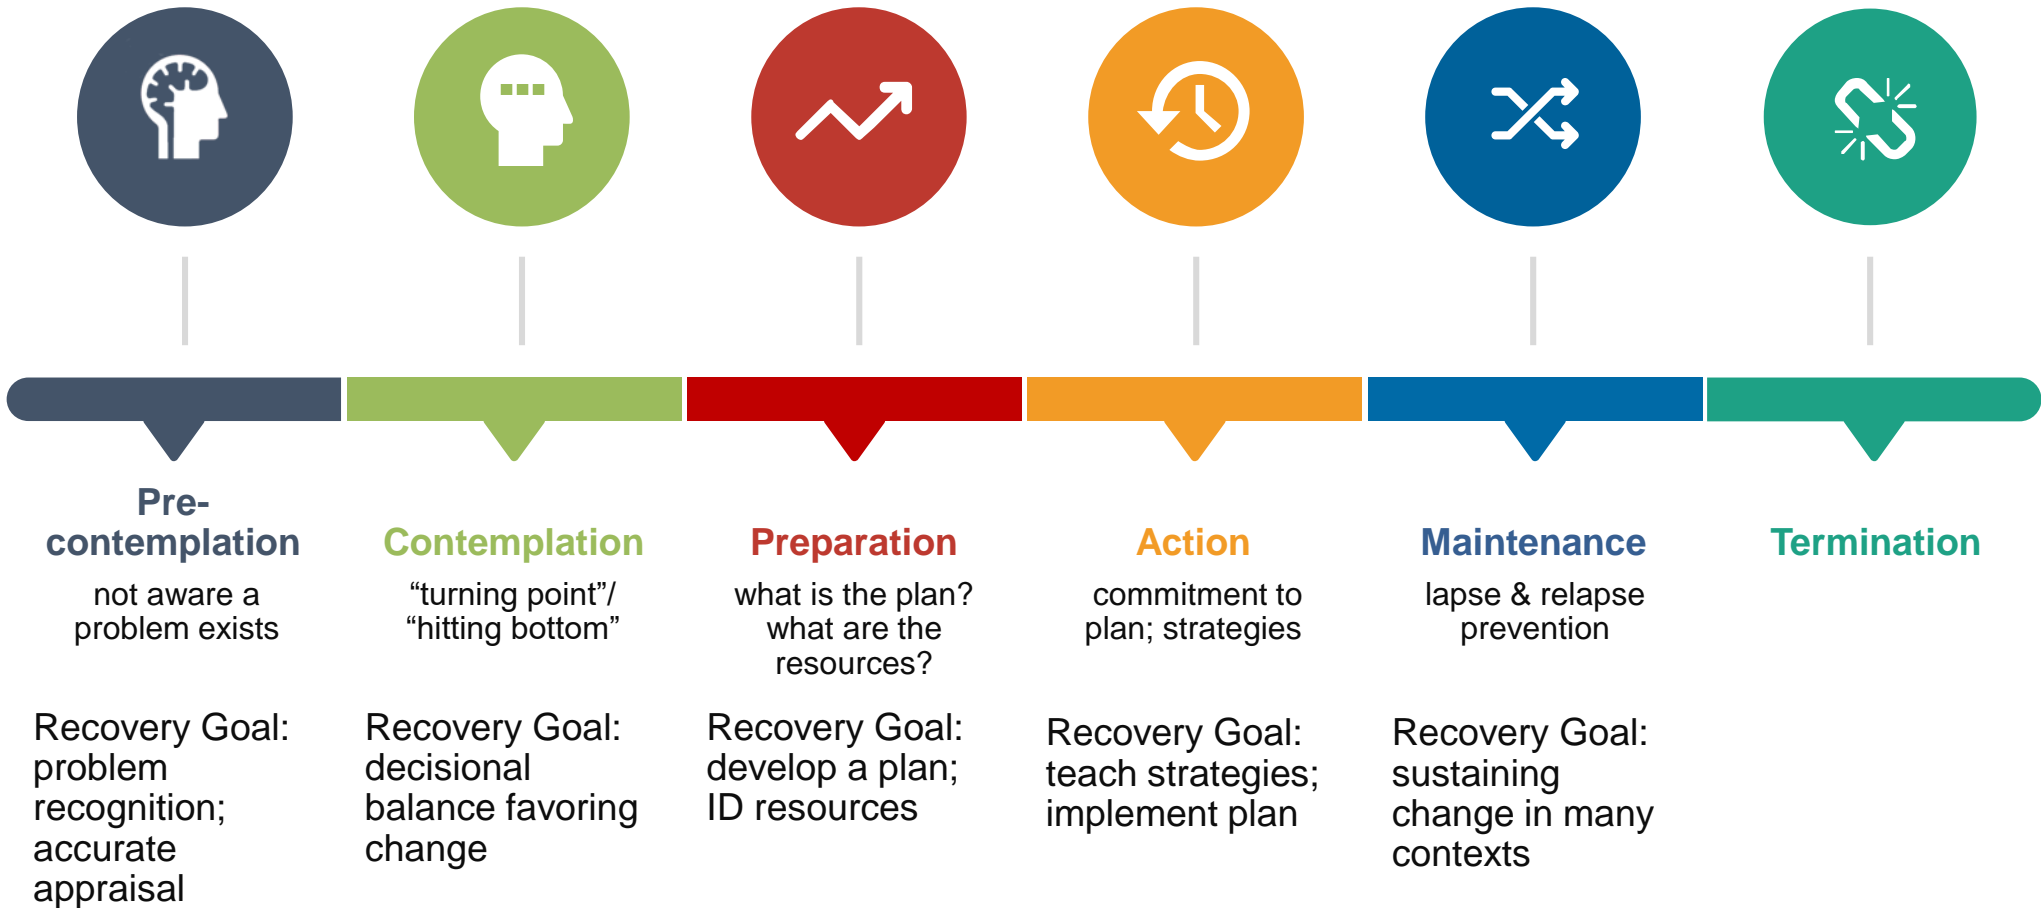 Pre-
contemplation
not aware a
problem exists
Recovery Goal:
problem
recognition;
accurate
appraisal
Contemplation
“turning point”/
“hitting bottom”
Recovery Goal:
decisional
balance favoring
change
Preparation
what is the plan?
what are the
resources?
Recovery Goal:
develop a plan;
ID resources
Action
commitment to
plan; strategies
Recovery Goal:
teach strategies;
implement plan
Maintenance
lapse & relapse
prevention
Recovery Goal:
sustaining
change in many
contexts
Termination